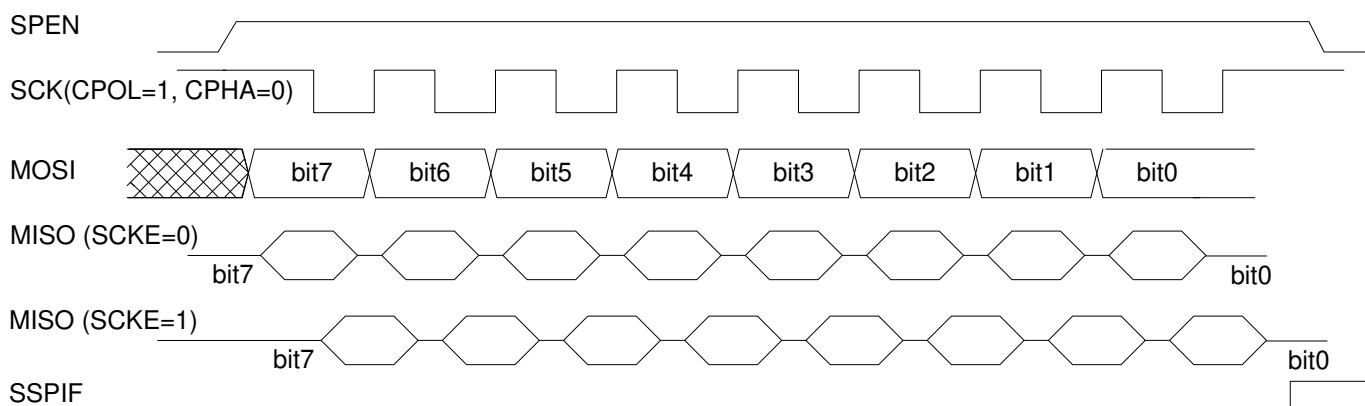 SPEN
SCK(CPOL=1, CPHA=0)
MOSI bit7 bit6 bit5 bit4 bit3 bit2 bit1 bit0
MISO (SCKE=0)
bit7 bit0
MISO (SCKE=1)
bit7 bit0
SSPIF